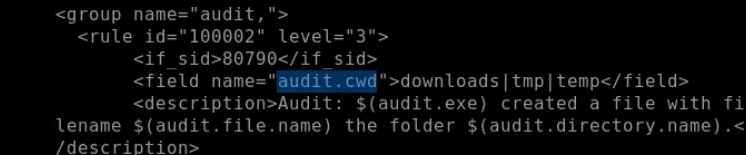 <group name="audit,">
<rule id="100002" level="3">
<if_sid>80790</if_sid>
<field name="audit.cwd">downloads|tmp|temp</field>
<description>Audit: $(audit.exe) created a file with fi
lename $(audit.file.name) the folder $(audit.directory.name).<
/description>